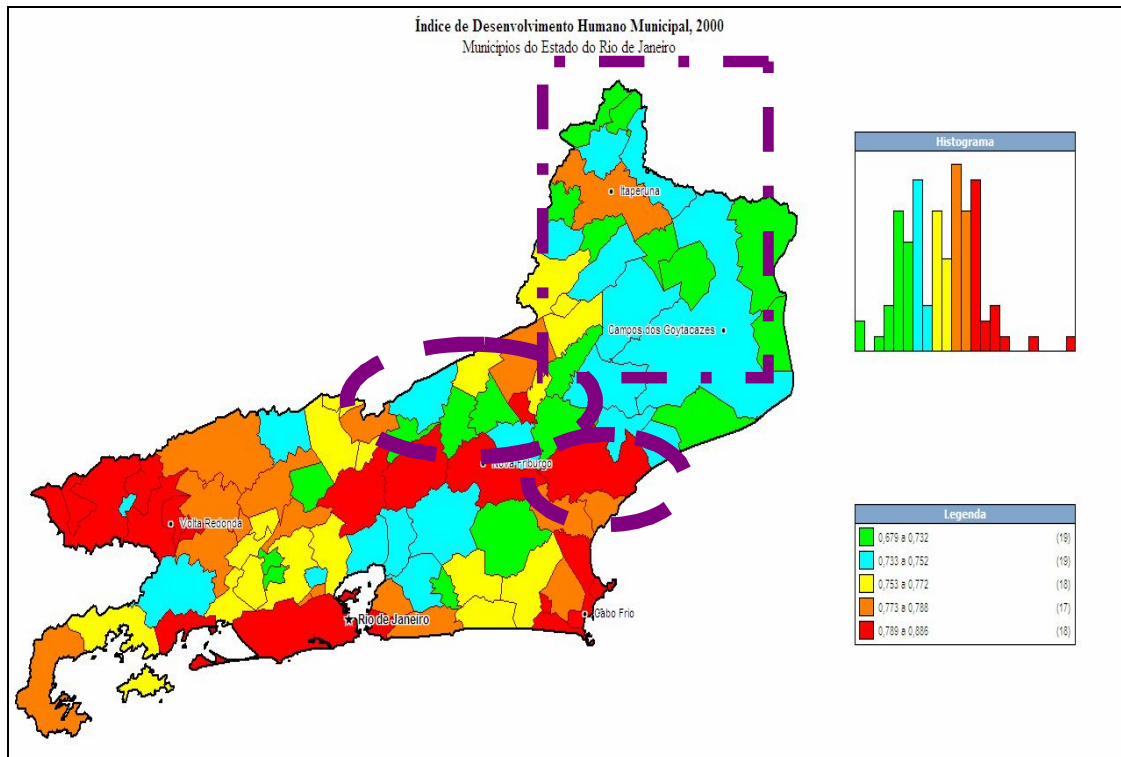 Índice de Desenvolvimento Humano Municipal, 2000
Municípios do Estado do Rio de Janeiro
Histograma
Itaperuna
Campos dos Goytacazes
Nova Friburgo
Volta Redonda
Rio de Janeiro
Cabo Frio
Legenda
0,679 a 0,732 (19)
0,733 a 0,752 (19)
0,753 a 0,772 (18)
0,773 a 0,788 (17)
0,789 a 0,886 (18)